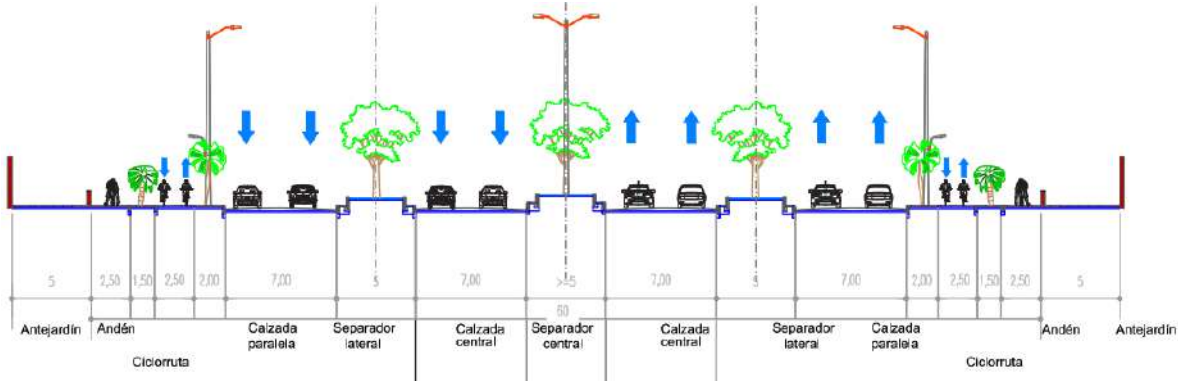 5 2,50 1,50 2,50 2,00 7,00 5 7,00 >=5 7,00 5 7,00 2,00 2,50 1,50 2,50 5
60
Antejardín Andén Calzada paralela Separador lateral Calzada central Separador central Calzada central Separador lateral Calzada paralela Andén Antejardín
Ciclorruta Ciclorruta